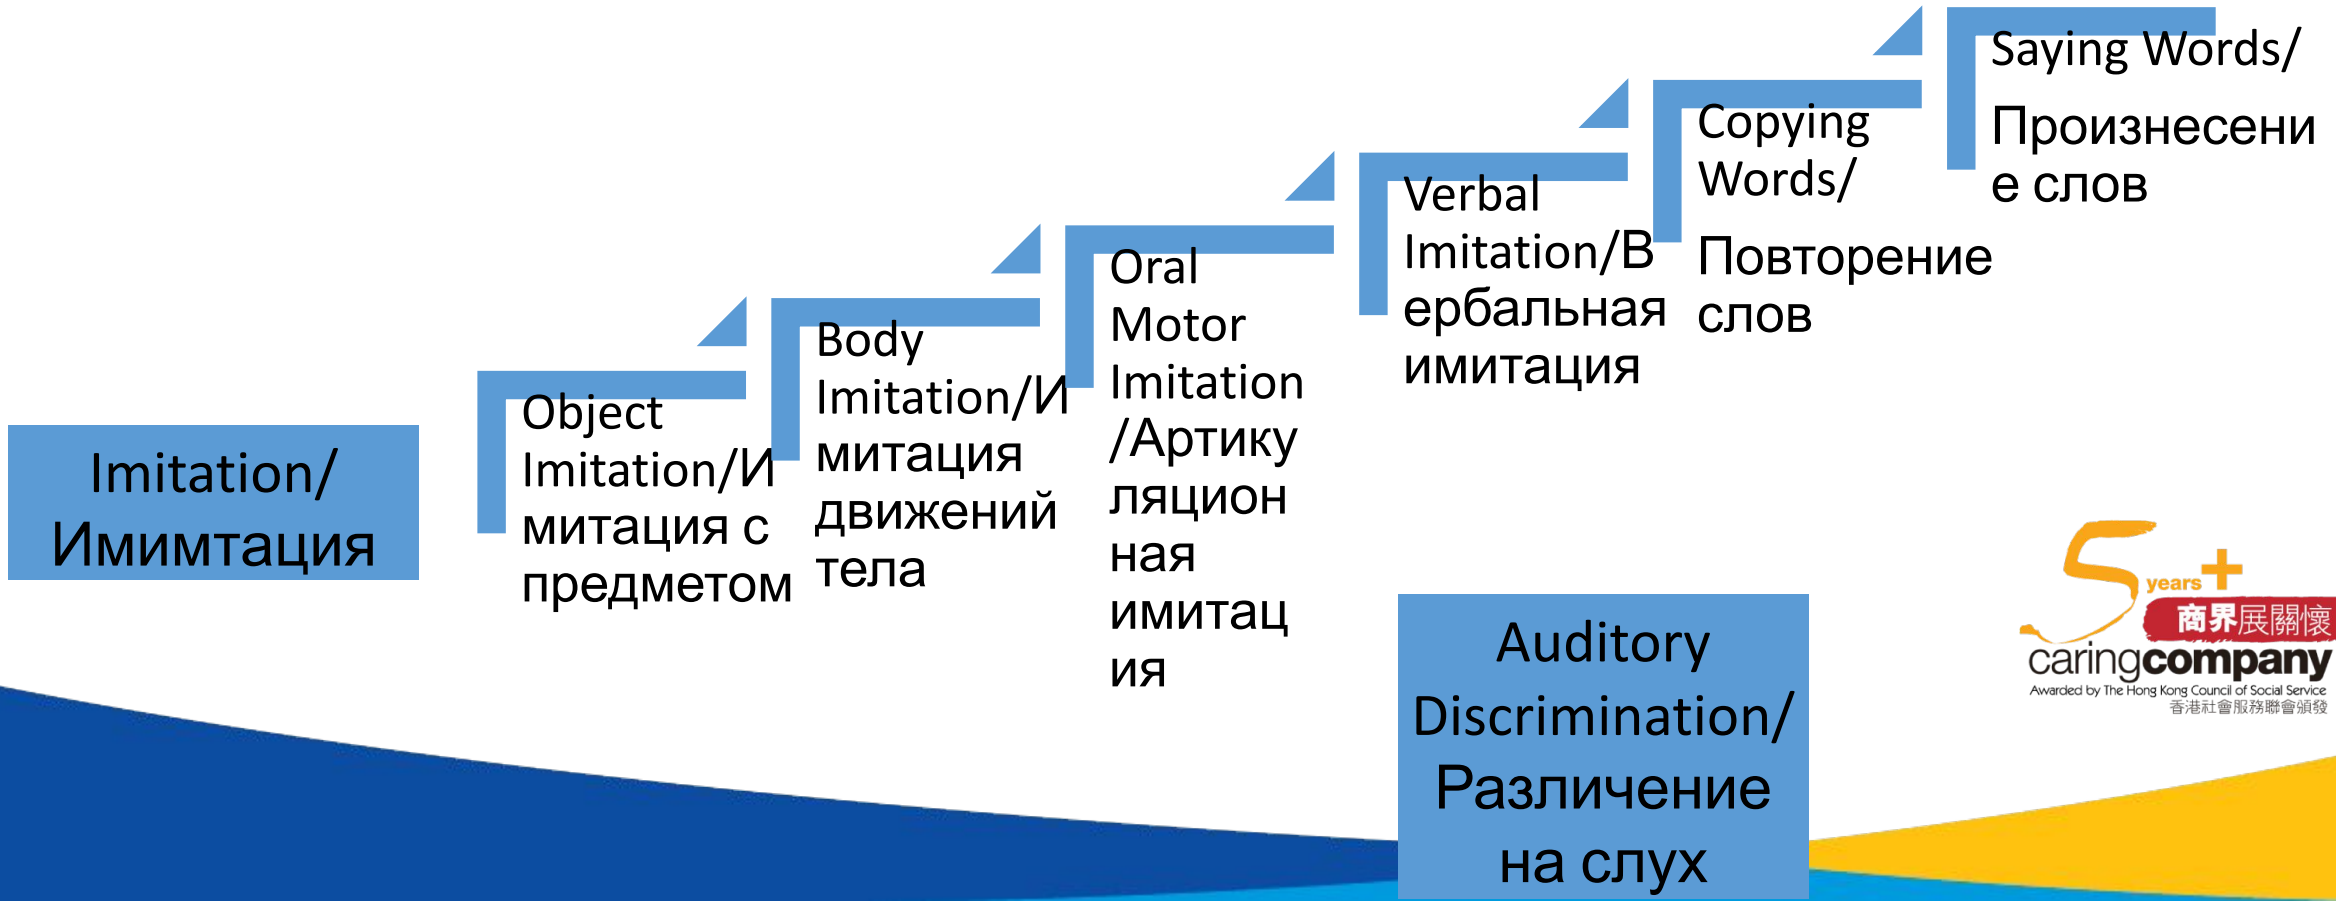 Imitation/
Имимтация
Object
Imitation/И
митация с
предметом
Body
Imitation/И
митация
движений
тела
Oral
Motor
Imitation
/Артику
ляцион
ная
имитац
ия
Verbal
Imitation/В
ербальная
имитация
Copying
Words/
Повторение
слов
Saying Words/
Произнесени
е слов
Auditory
Discrimination/
Различение
на слух
5 years+
商界展關懷
caringcompany
Awarded by The Hong Kong Council of Social Service
香港社會服務聯會頒發